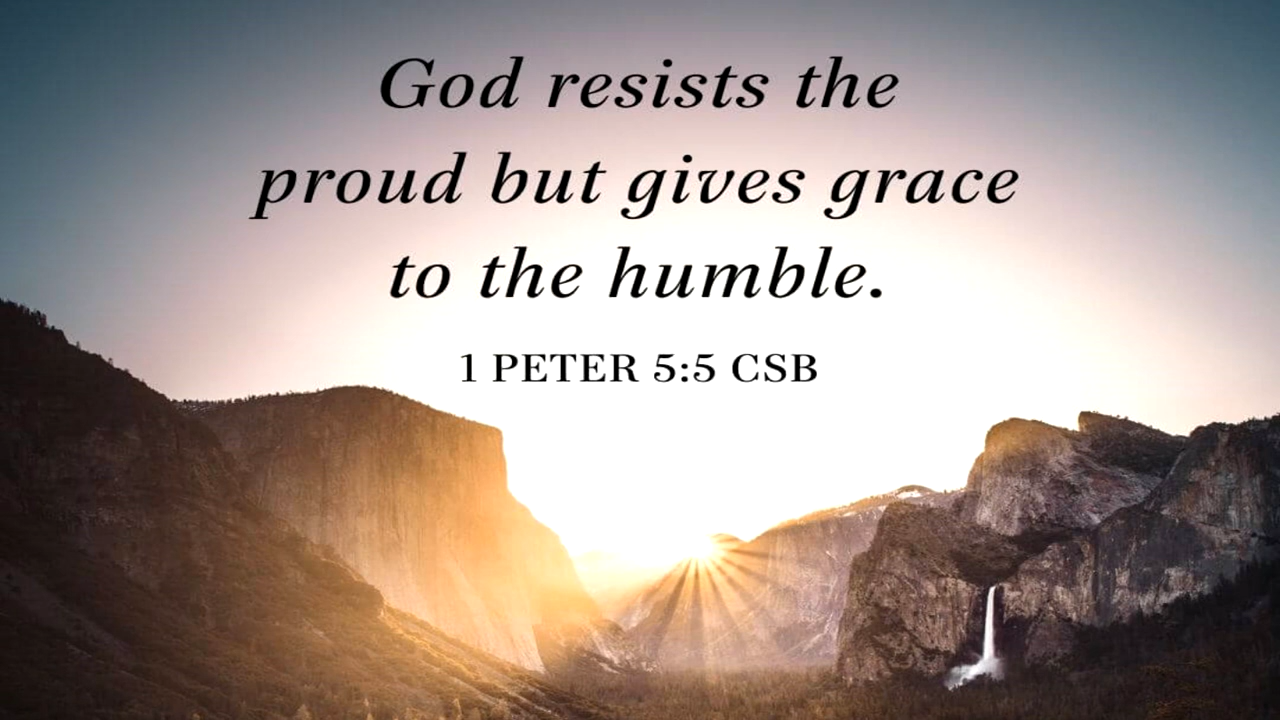 God resists the
proud but gives grace
to the humble.
1 PETER 5:5 CSB